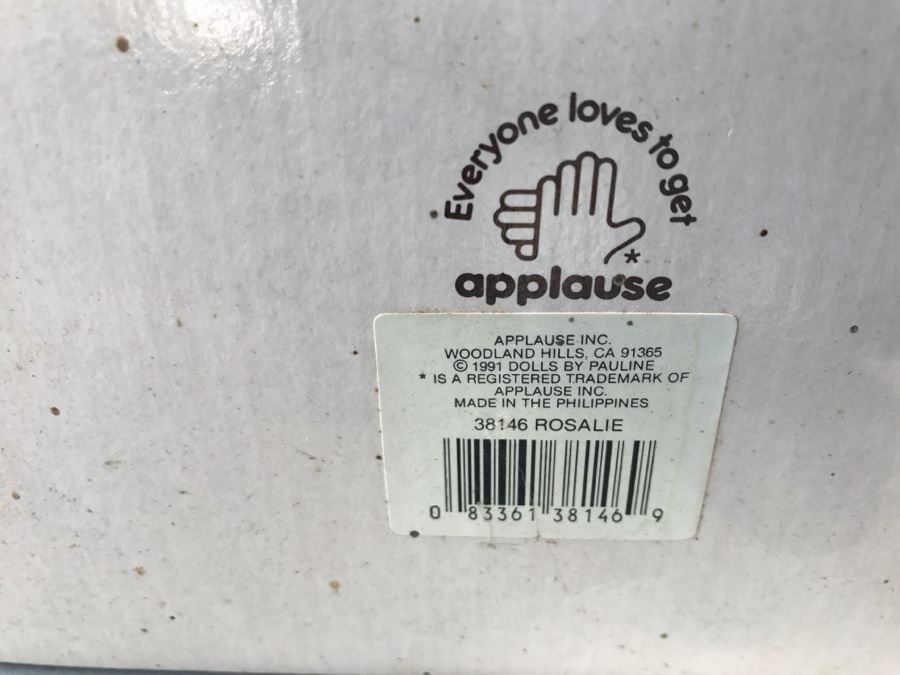 Everyone loves to get
*
applause
APPLAUSE INC.
WOODLAND HILLS, CA 91365
© 1991 DOLLS BY PAULINE
* IS A REGISTERED TRADEMARK OF
APPLAUSE INC.
MADE IN THE PHILIPPINES
38146 ROSALIE
0 83361 38146 9